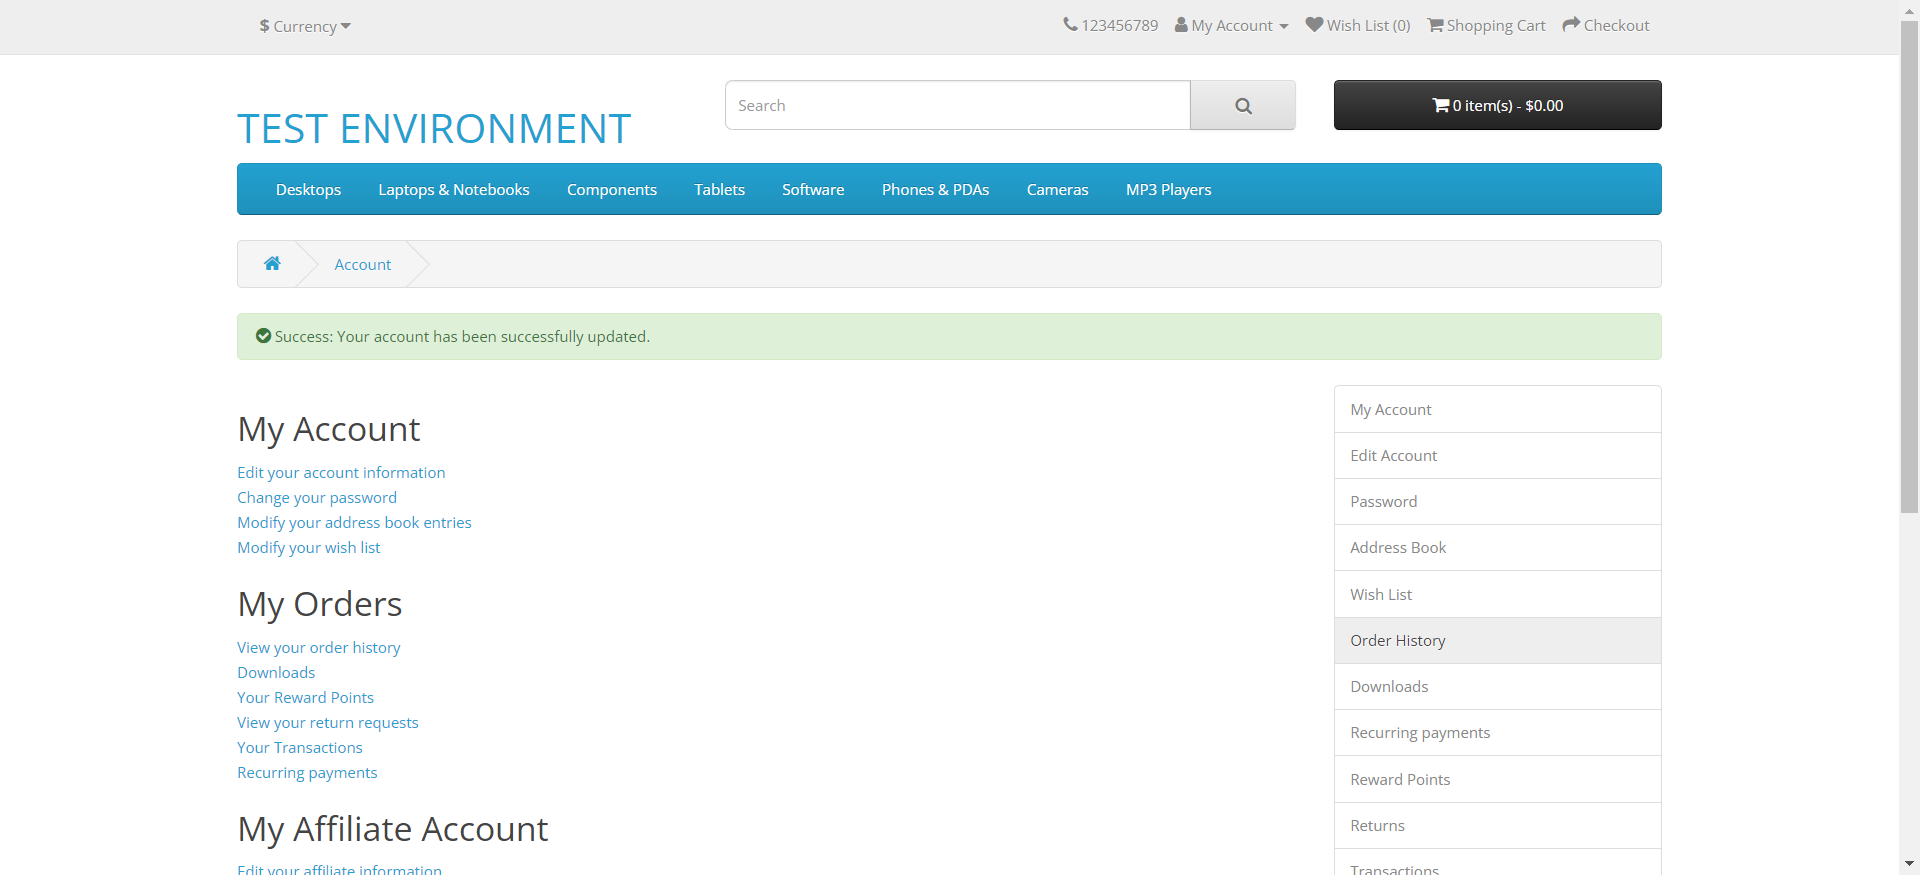 $ Currency
123456789 My Account Wish List (0) Shopping Cart Checkout
TEST ENVIRONMENT
Search
0 item(s) - $0.00
Desktops Laptops & Notebooks Components Tablets Software Phones & PDAs Cameras MP3 Players
Account
Success: Your account has been successfully updated.
My Account
Edit your account information
Change your password
Modify your address book entries
Modify your wish list
My Orders
View your order history
Downloads
Your Reward Points
View your return requests
Your Transactions
Recurring payments
My Affiliate Account
Edit your affiliate information
My Account
Edit Account
Password
Address Book
Wish List
Order History
Downloads
Recurring payments
Reward Points
Returns
Transactions